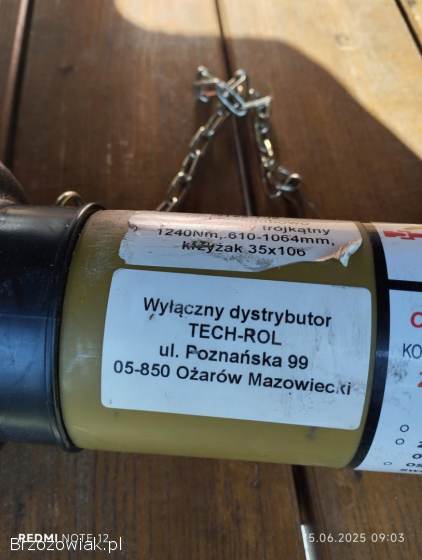 trójkątny
1240Nm, 610-1064mm,
krzyżak 35x106
Wyłączny dystrybutor
TECH-ROL
ul. Poznańska 99
05-850 Ożarów Mazowiecki
KO
REDMI NOTE 12
Brzozowiak.pl
15.06.2025 09:03